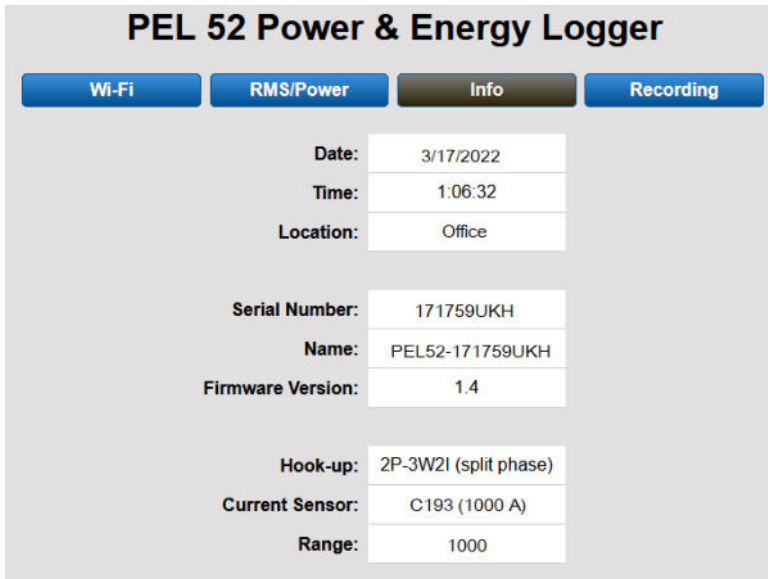 PEL 52 Power & Energy Logger
Wi-Fi RMS/Power Info Recording
Date: 3/17/2022
Time: 1:06:32
Location: Office
Serial Number: 171759UKH
Name: PEL52-171759UKH
Firmware Version: 1.4
Hook-up: 2P-3W2I (split phase)
Current Sensor: C193 (1000 A)
Range: 1000